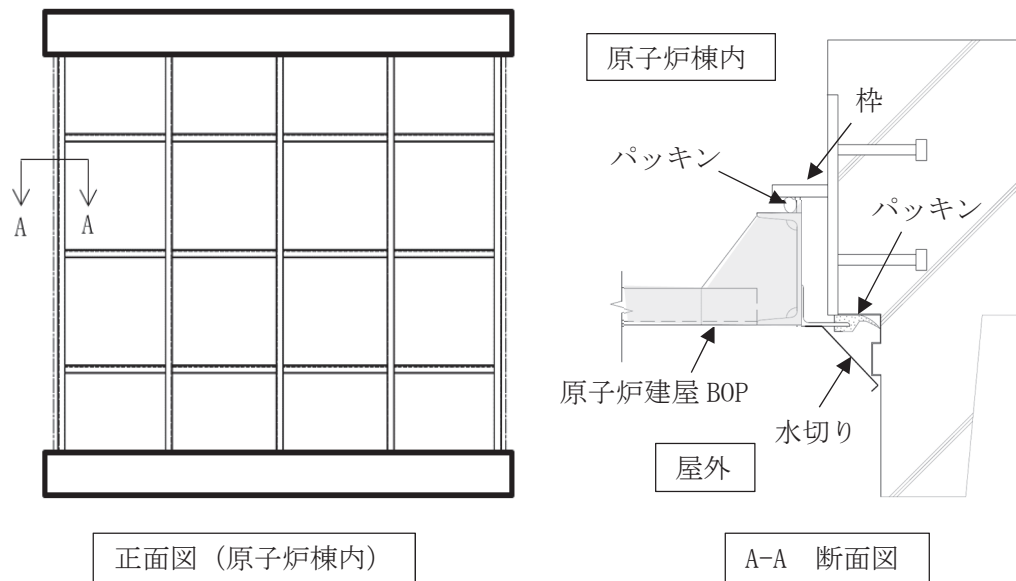 A
A
正面図（原子炉棟内）
原子炉棟内
枠
パッキン
パッキン
原子炉建屋 BOP
水切り
屋外
A-A　断面図